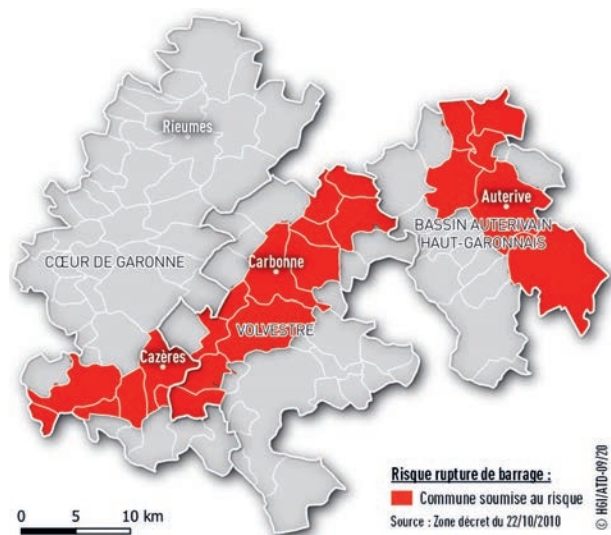 Rieumes
Auterive
BASSIN AUTERIVAIN
HAUT-GARONNAIS
CŒUR DE GARONNE
Carbonne
VOLVESTRE
Cazères
Risque rupture de barrage :
Commune soumise au risque
Source : Zone décret du 22/10/2010
0 5 10 km
© HGI/ATD-09/20